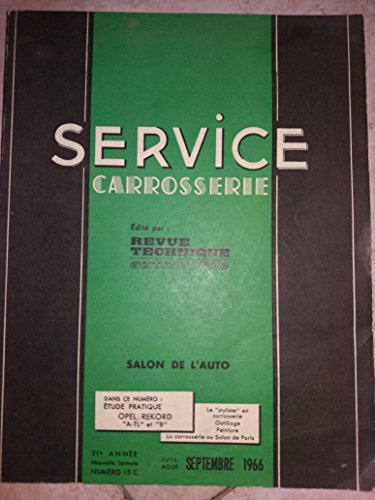 SERVICE
CARROSSERIE
Édité par :
REVUE
TECHNIQUE
automobile
SALON DE L'AUTO
DANS CE NUMÉRO :
ÉTUDE PRATIQUE
OPEL REKORD
"A-TL" et "B"
Le "styliste" en
carrosserie
Outillage
Peinture
La carrosserie au Salon de Paris
31e ANNÉE
Nouvelle formule
NUMÉRO 15 C
JUIL.
AOUT
SEPTEMBRE 1966